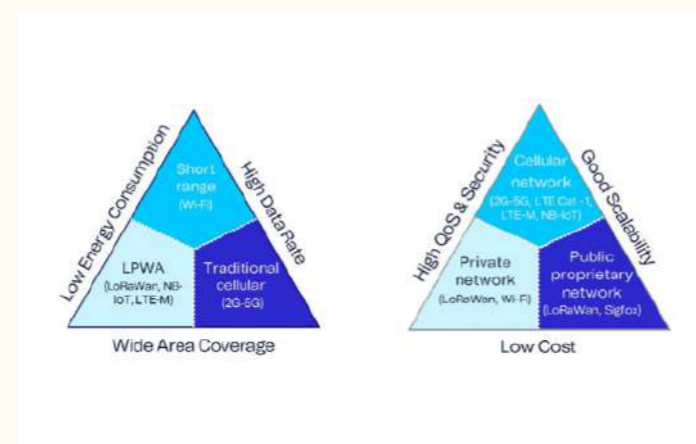 Low Energy Consumption
High Data Rate
Short
range
(Wi-Fi)
LPWA
(LoRaWan, NB-
IoT, LTE-M)
Traditional
cellular
(2G-5G)
Wide Area Coverage
High QoS & Security
Good Scalability
Cellular
network
(2G-5G, LTE Cat -1,
LTE-M, NB-IoT)
Private
network
(LoRaWan, Wi-Fi)
Public
proprietary
network
(LoRaWan, Sigfox)
Low Cost